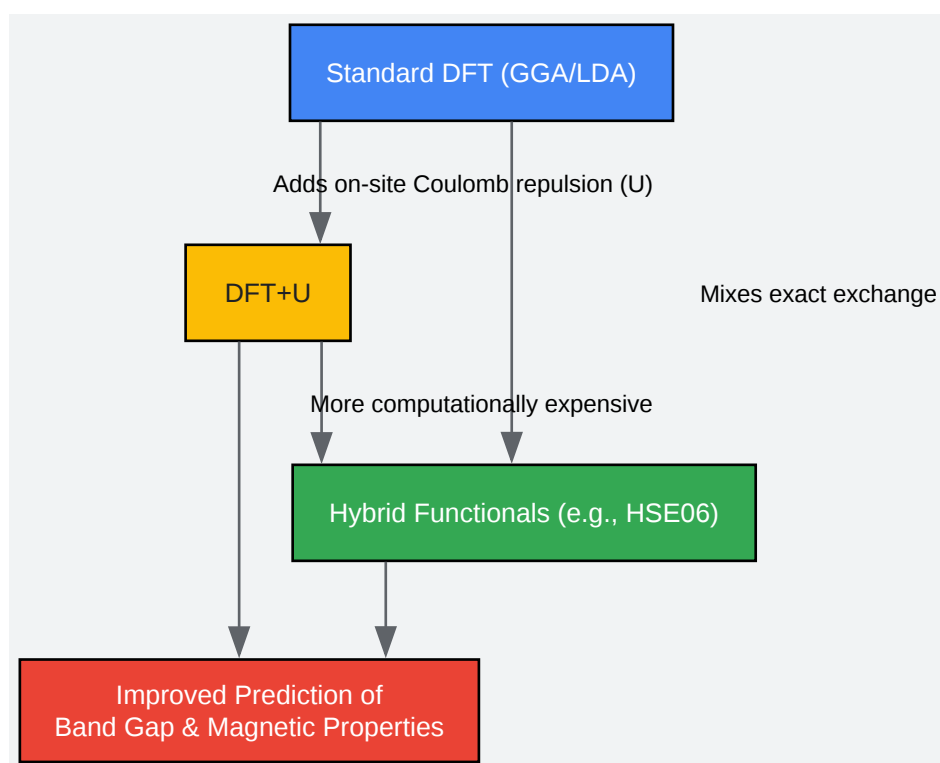 Standard DFT (GGA/LDA)
Adds on-site Coulomb repulsion (U)
DFT+U
Mixes exact exchange
More computationally expensive
Hybrid Functionals (e.g., HSE06)
Improved Prediction of
Band Gap & Magnetic Properties